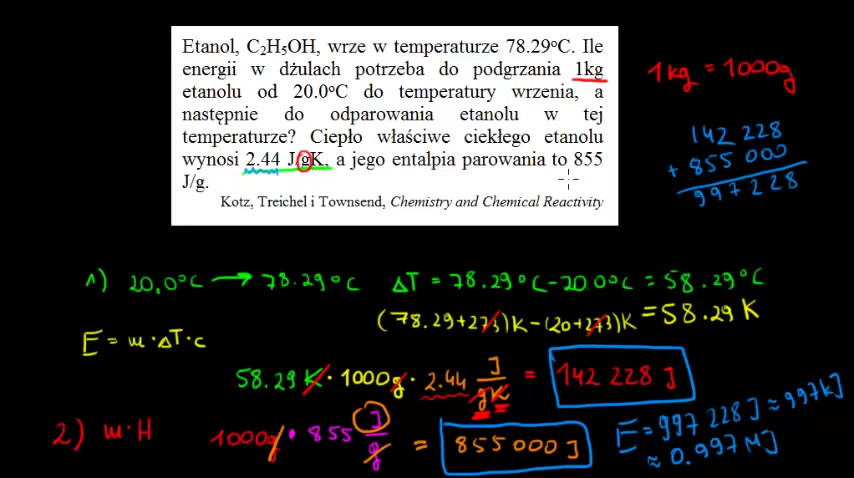 Etanol, C₂H₅OH, wrze w temperaturze 78.29°C. Ile
energii w dżulach potrzeba do podgrzania 1kg
etanolu od 20.0°C do temperatury wrzenia, a
następnie do odparowania etanolu w tej
temperaturze? Ciepło właściwe ciekłego etanolu
wynosi 2.44 J/gK, a jego entalpia parowania to 855
J/g.
Kotz, Treichel i Townsend, Chemistry and Chemical Reactivity
1kg = 1000g
142 228
+ 855 000
997228
1) 20,0°C → 78.29°C ΔT = 78.29°C - 20.0°C = 58.29°C
(78.29+273)K - (20+273)K = 58.29 K
E = m · ΔT · c
58.29 K · 1000g · 2.44 J/gK = 142 228 J
2) m · H 1000g · 855 J/g = 855 000 J
E = 997 228 J ≈ 997kJ
≈ 0.997 MJ